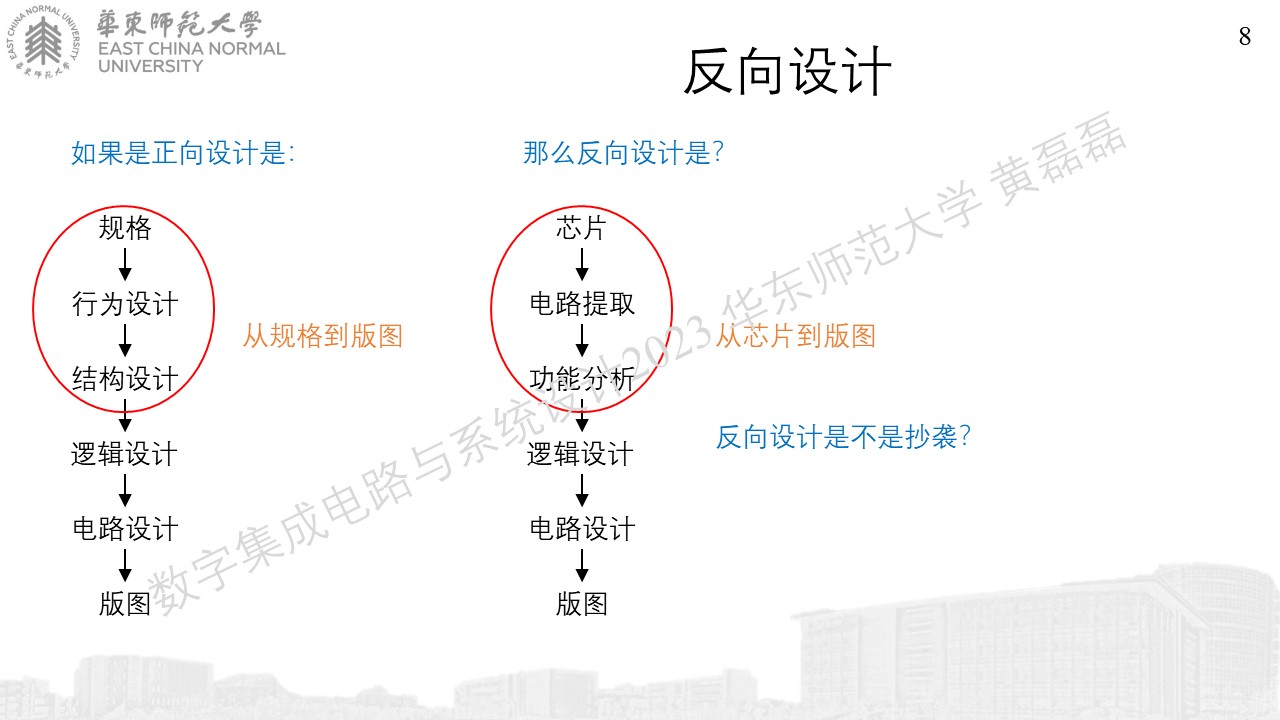 華東師範大學
EAST CHINA NORMAL
UNIVERSITY
EAST CHINA NORMAL UNIVERSITY
華東师范大学
8
反向设计
如果是正向设计是：
规格
行为设计
结构设计
逻辑设计
电路设计
版图
从规格到版图
那么反向设计是？
芯片
电路提取
功能分析
逻辑设计
电路设计
版图
从芯片到版图
反向设计是不是抄袭？
数字集成电路与系统设计2023 华东师范大学 黄磊磊